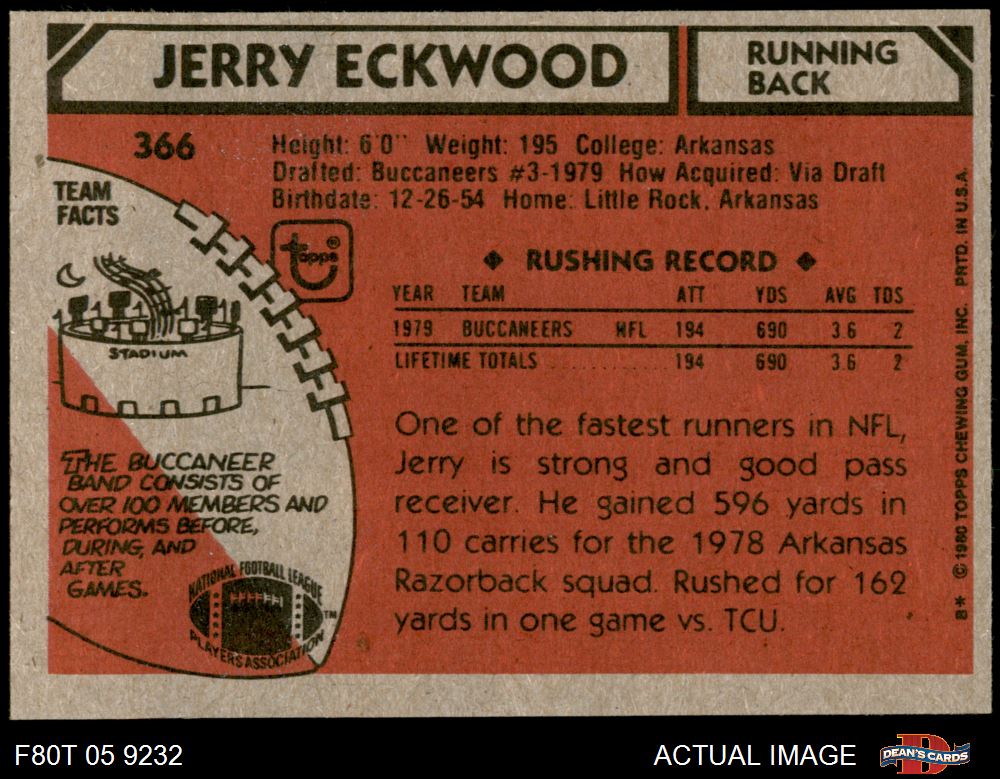 JERRY ECKWOOD
RUNNING
BACK
366
Height: 6'0" Weight: 195 College: Arkansas
Drafted: Buccaneers #3-1979 How Acquired: Via Draft
Birthdate: 12-26-54 Home: Little Rock, Arkansas
TEAM
FACTS
topps®
STADIUM
◆ RUSHING RECORD ◆
YEAR TEAM ATT YDS AVG TDS
1979 BUCCANEERS NFL 194 690 3.6 2
LIFETIME TOTALS ............ 194 690 3.6 2
One of the fastest runners in NFL,
Jerry is strong and good pass
receiver. He gained 596 yards in
110 carries for the 1978 Arkansas
Razorback squad. Rushed for 162
yards in one game vs. TCU.
THE BUCCANEER
BAND CONSISTS OF
OVER 100 MEMBERS AND
PERFORMS BEFORE,
DURING, AND
AFTER
GAMES.
NATIONAL FOOTBALL LEAGUE
PLAYERS ASSOCIATION
TM
8* © 1980 TOPPS CHEWING GUM, INC. PRTD. IN U.S.A.
F80T 05 9232
ACTUAL IMAGE
D
DEAN'S CARDS